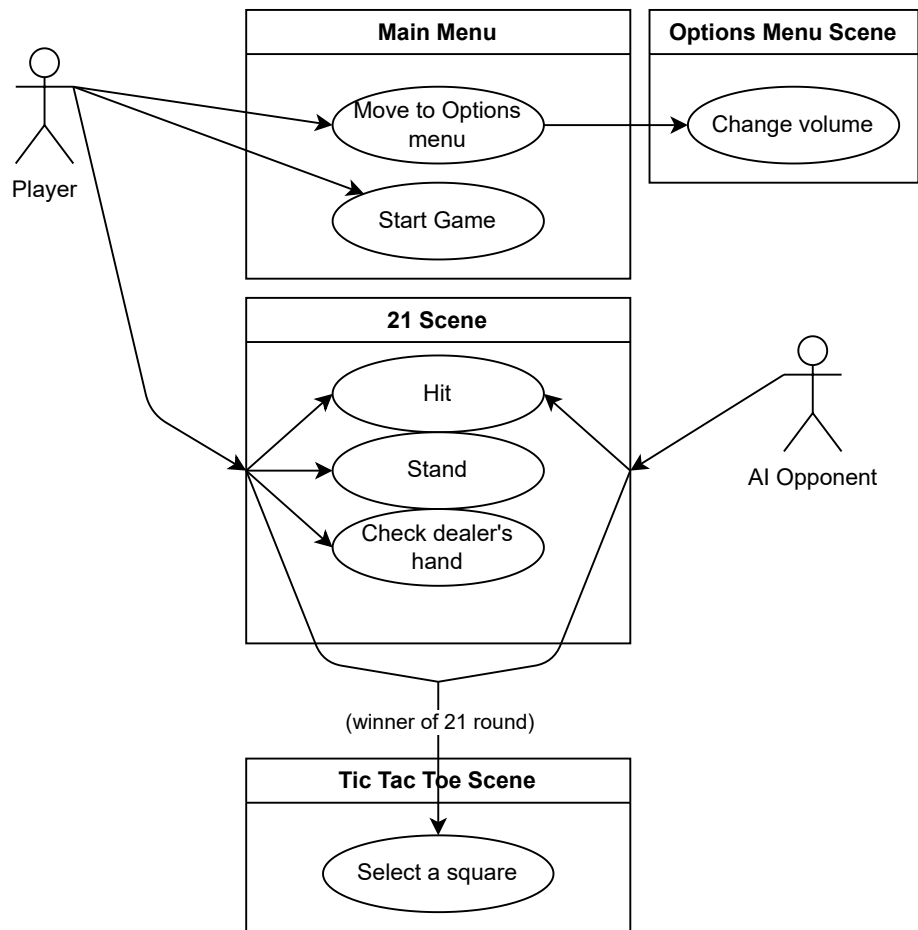 Main Menu
Options Menu Scene
Move to Options
menu
Change volume
Player
Start Game
21 Scene
Hit
Stand
AI Opponent
Check dealer's
hand
(winner of 21 round)
Tic Tac Toe Scene
Select a square